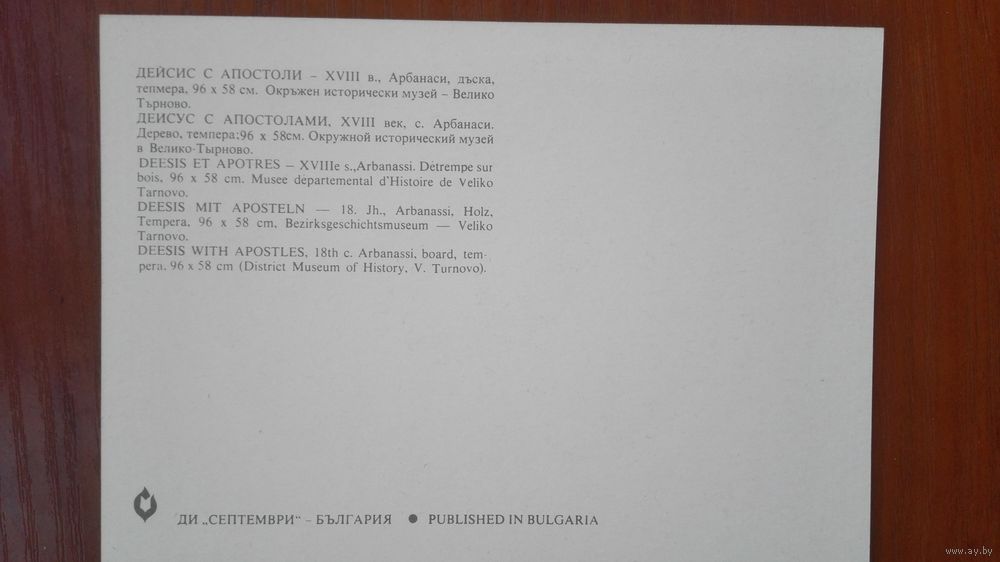 ДЕЙСИС С АПОСТОЛИ – XVIII в., Арбанаси, дъска,
тепмера, 96 х 58 см. Окръжен исторически музей – Велико
Търново.
ДЕИСУС С АПОСТОЛАМИ, XVIII век, с. Арбанаси.
Дерево, темпера;96 х 58см. Окружной исторический музей
в Велико-Тырново.
DEESIS ET APOTRES – XVIIIe s.,Arbanassi. Détrempe sur
bois, 96 x 58 cm. Musee départemental d'Histoire de Veliko
Tarnovo.
DEESIS MIT APOSTELN — 18. Jh., Arbanassi, Holz,
Tempera, 96 x 58 cm, Bezirksgeschichtsmuseum — Veliko
Tarnovo.
DEESIS WITH APOSTLES, 18th c. Arbanassi, board, tem-
pera, 96 x 58 cm (District Museum of History, V. Turnovo).
ДИ „СЕПТЕМВРИ“ – БЪЛГАРИЯ ● PUBLISHED IN BULGARIA
www.ay.by